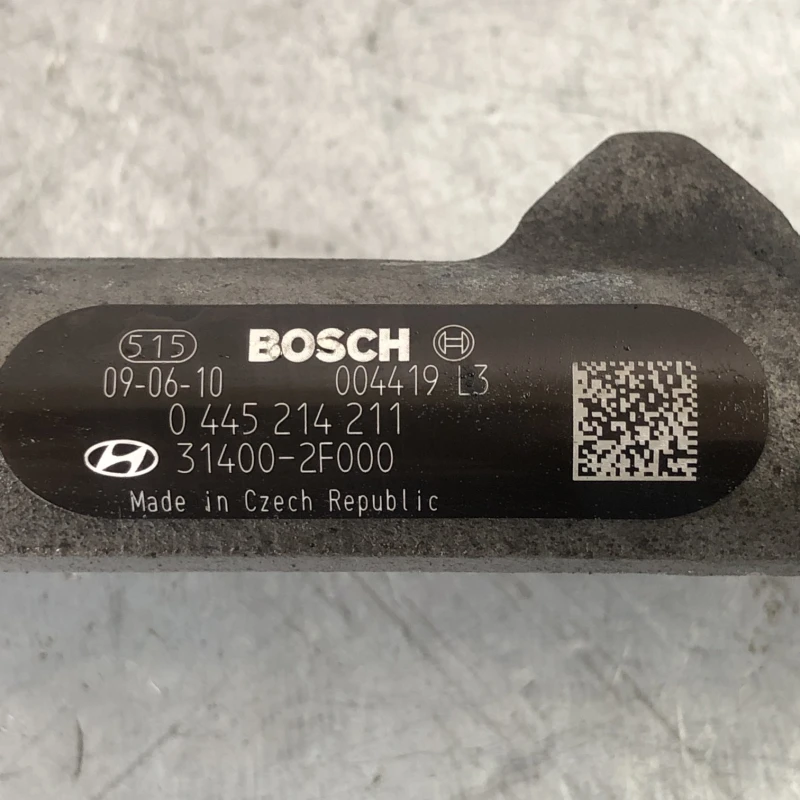 515 BOSCH
09-06-10 004419 L3
0 445 214 211
31400-2F000
Made in Czech Republic